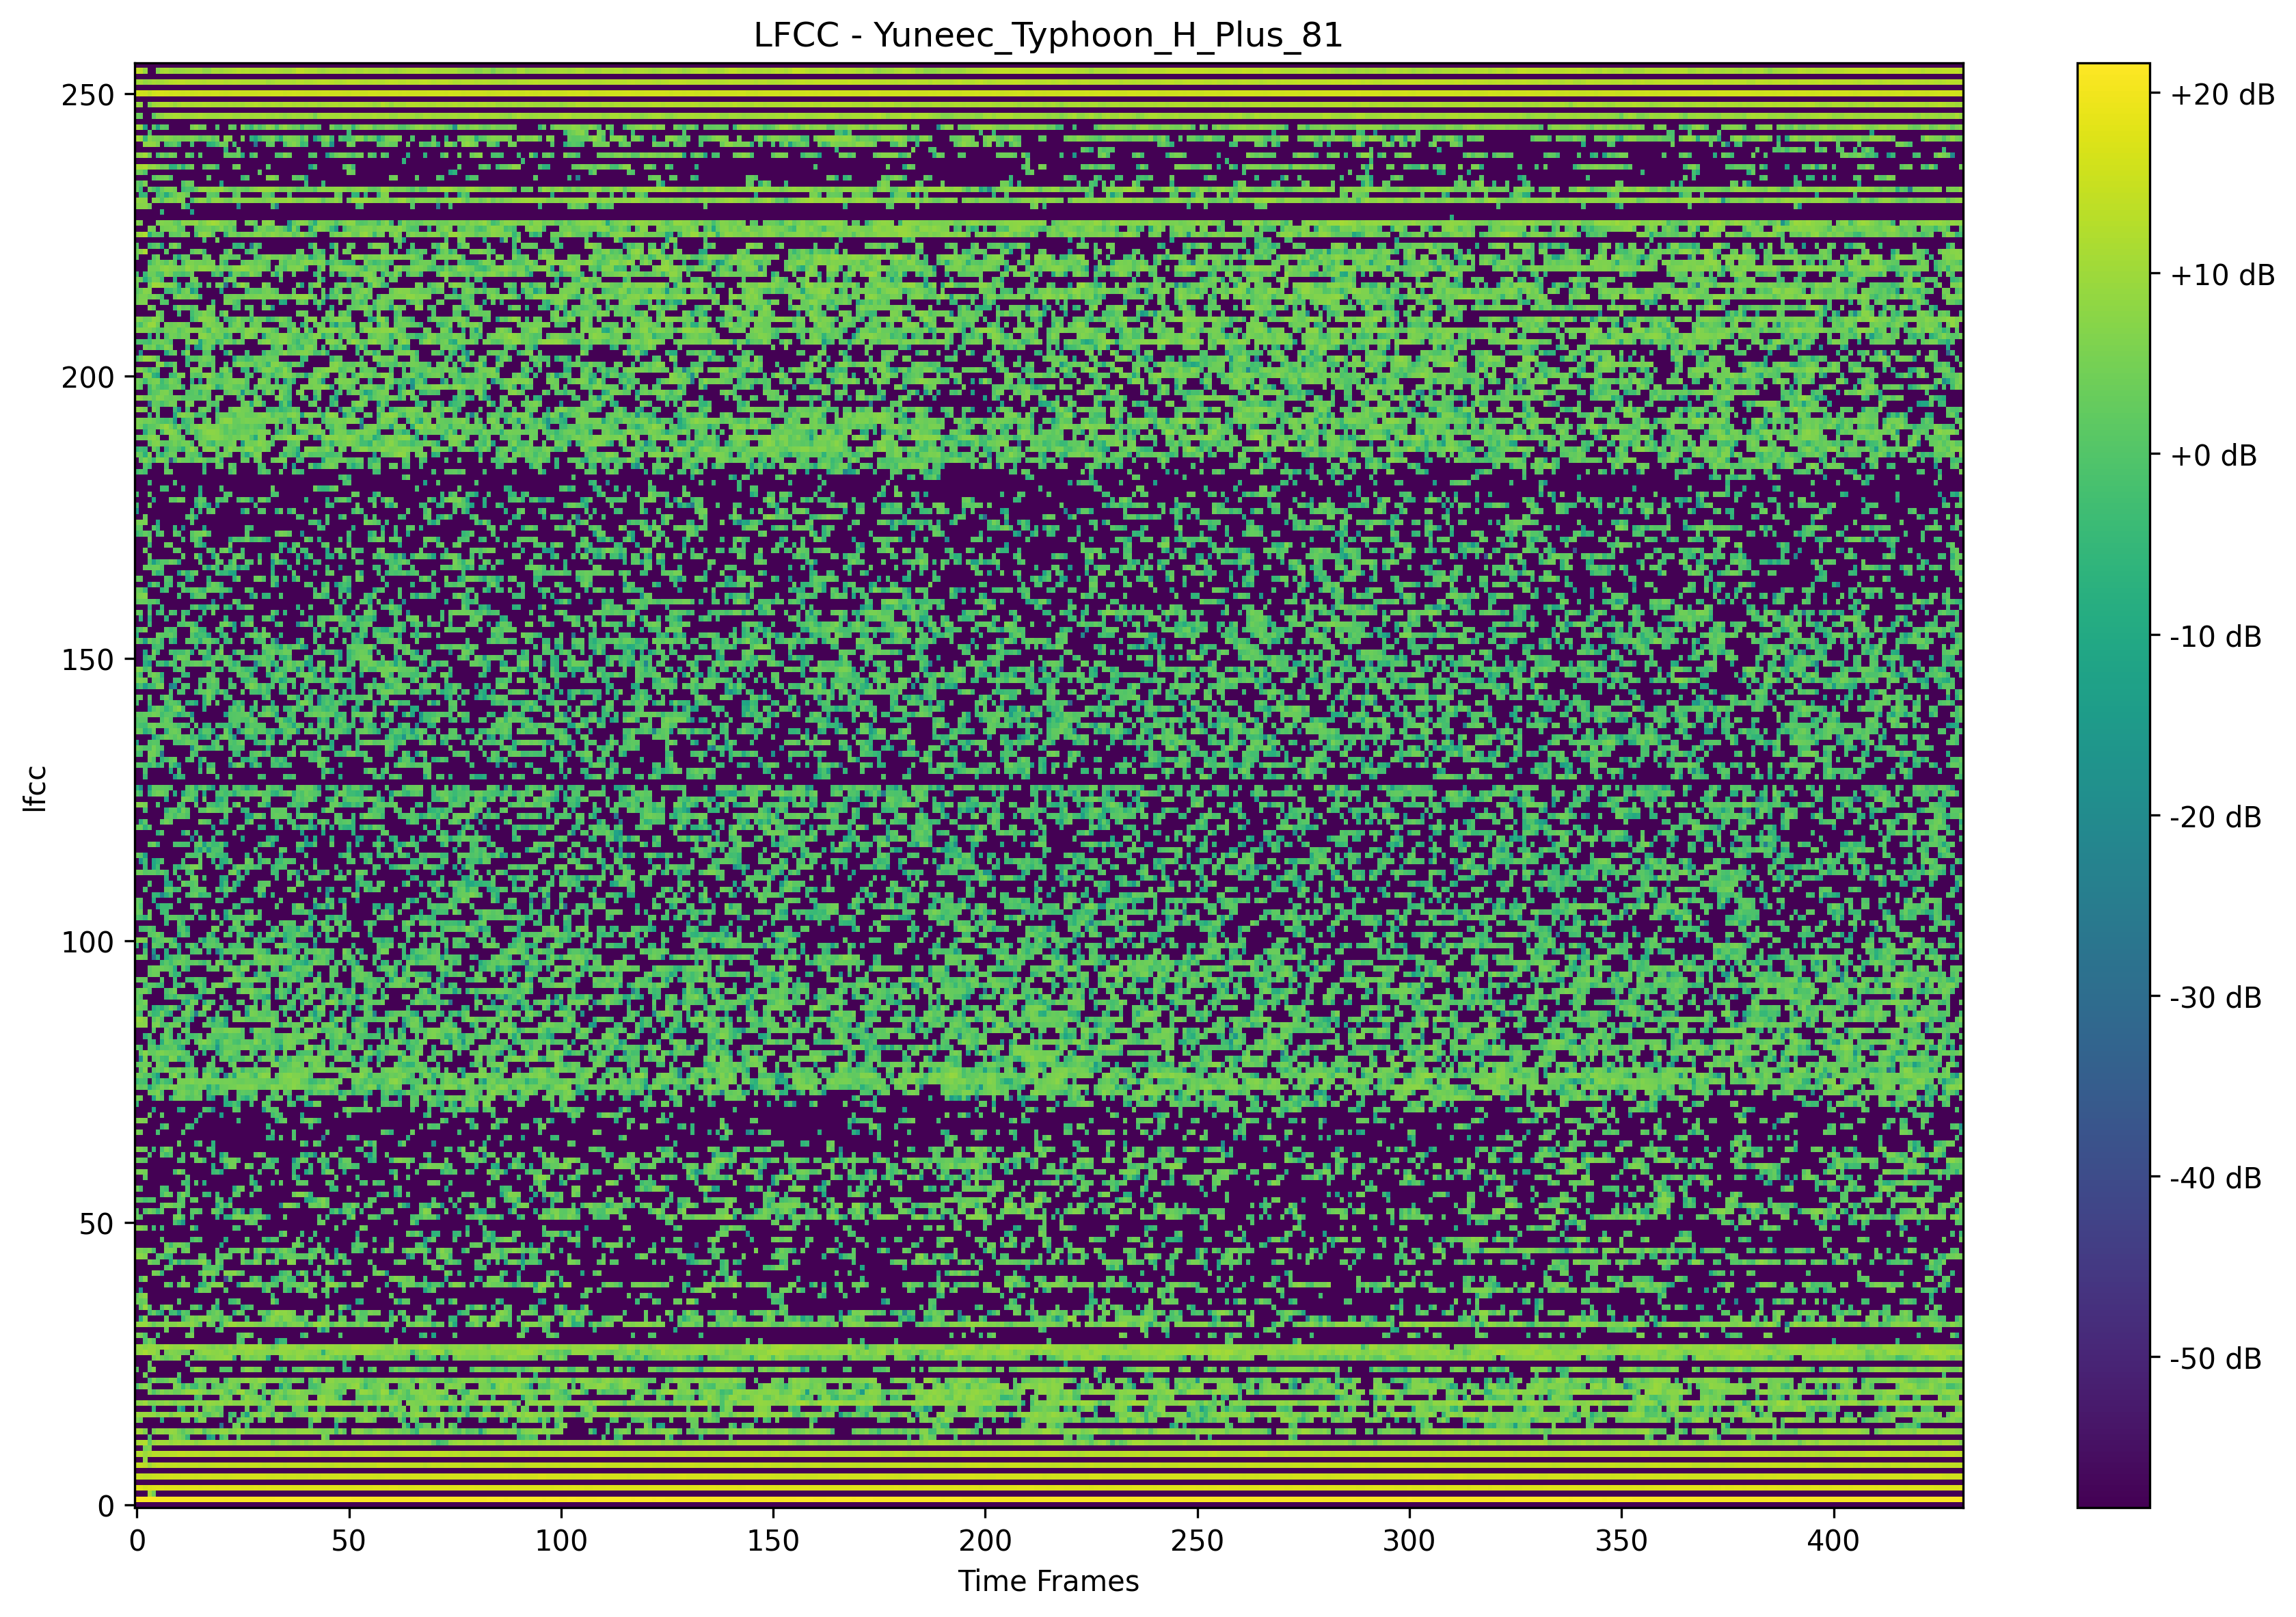 LFCC - Yuneec_Typhoon_H_Plus_81
250
200
150
100
50
0
lfcc
0 50 100 150 200 250 300 350 400
Time Frames
+20 dB
+10 dB
+0 dB
-10 dB
-20 dB
-30 dB
-40 dB
-50 dB